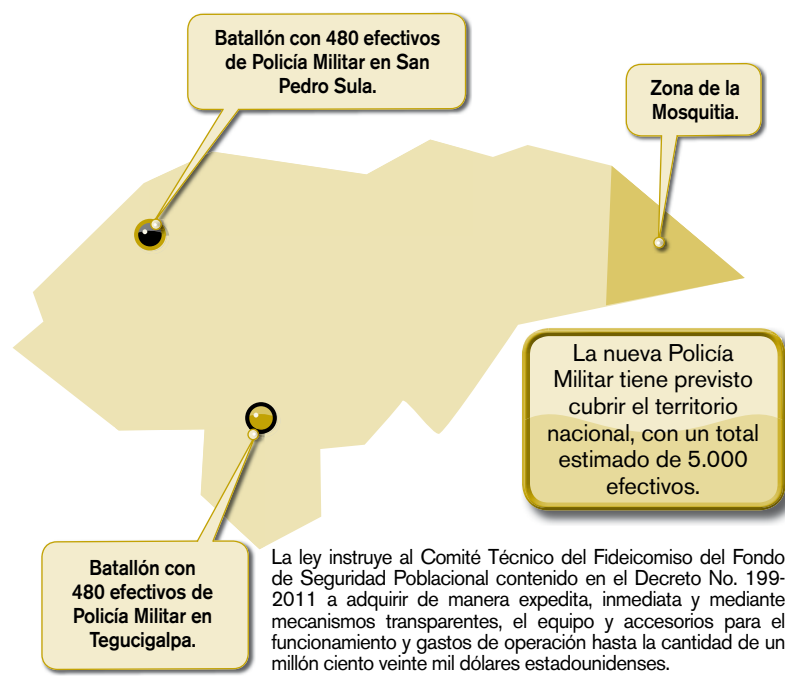 Batallón con 480 efectivos
de Policía Militar en San
Pedro Sula.
Zona de la
Mosquitia.
La nueva Policía
Militar tiene previsto
cubrir el territorio
nacional, con un total
estimado de 5.000
efectivos.
Batallón con
480 efectivos de
Policía Militar en
Tegucigalpa.
La ley instruye al Comité Técnico del Fideicomiso del Fondo
de Seguridad Poblacional contenido en el Decreto No. 199-
2011 a adquirir de manera expedita, inmediata y mediante
mecanismos transparentes, el equipo y accesorios para el
funcionamiento y gastos de operación hasta la cantidad de un
millón ciento veinte mil dólares estadounidenses.